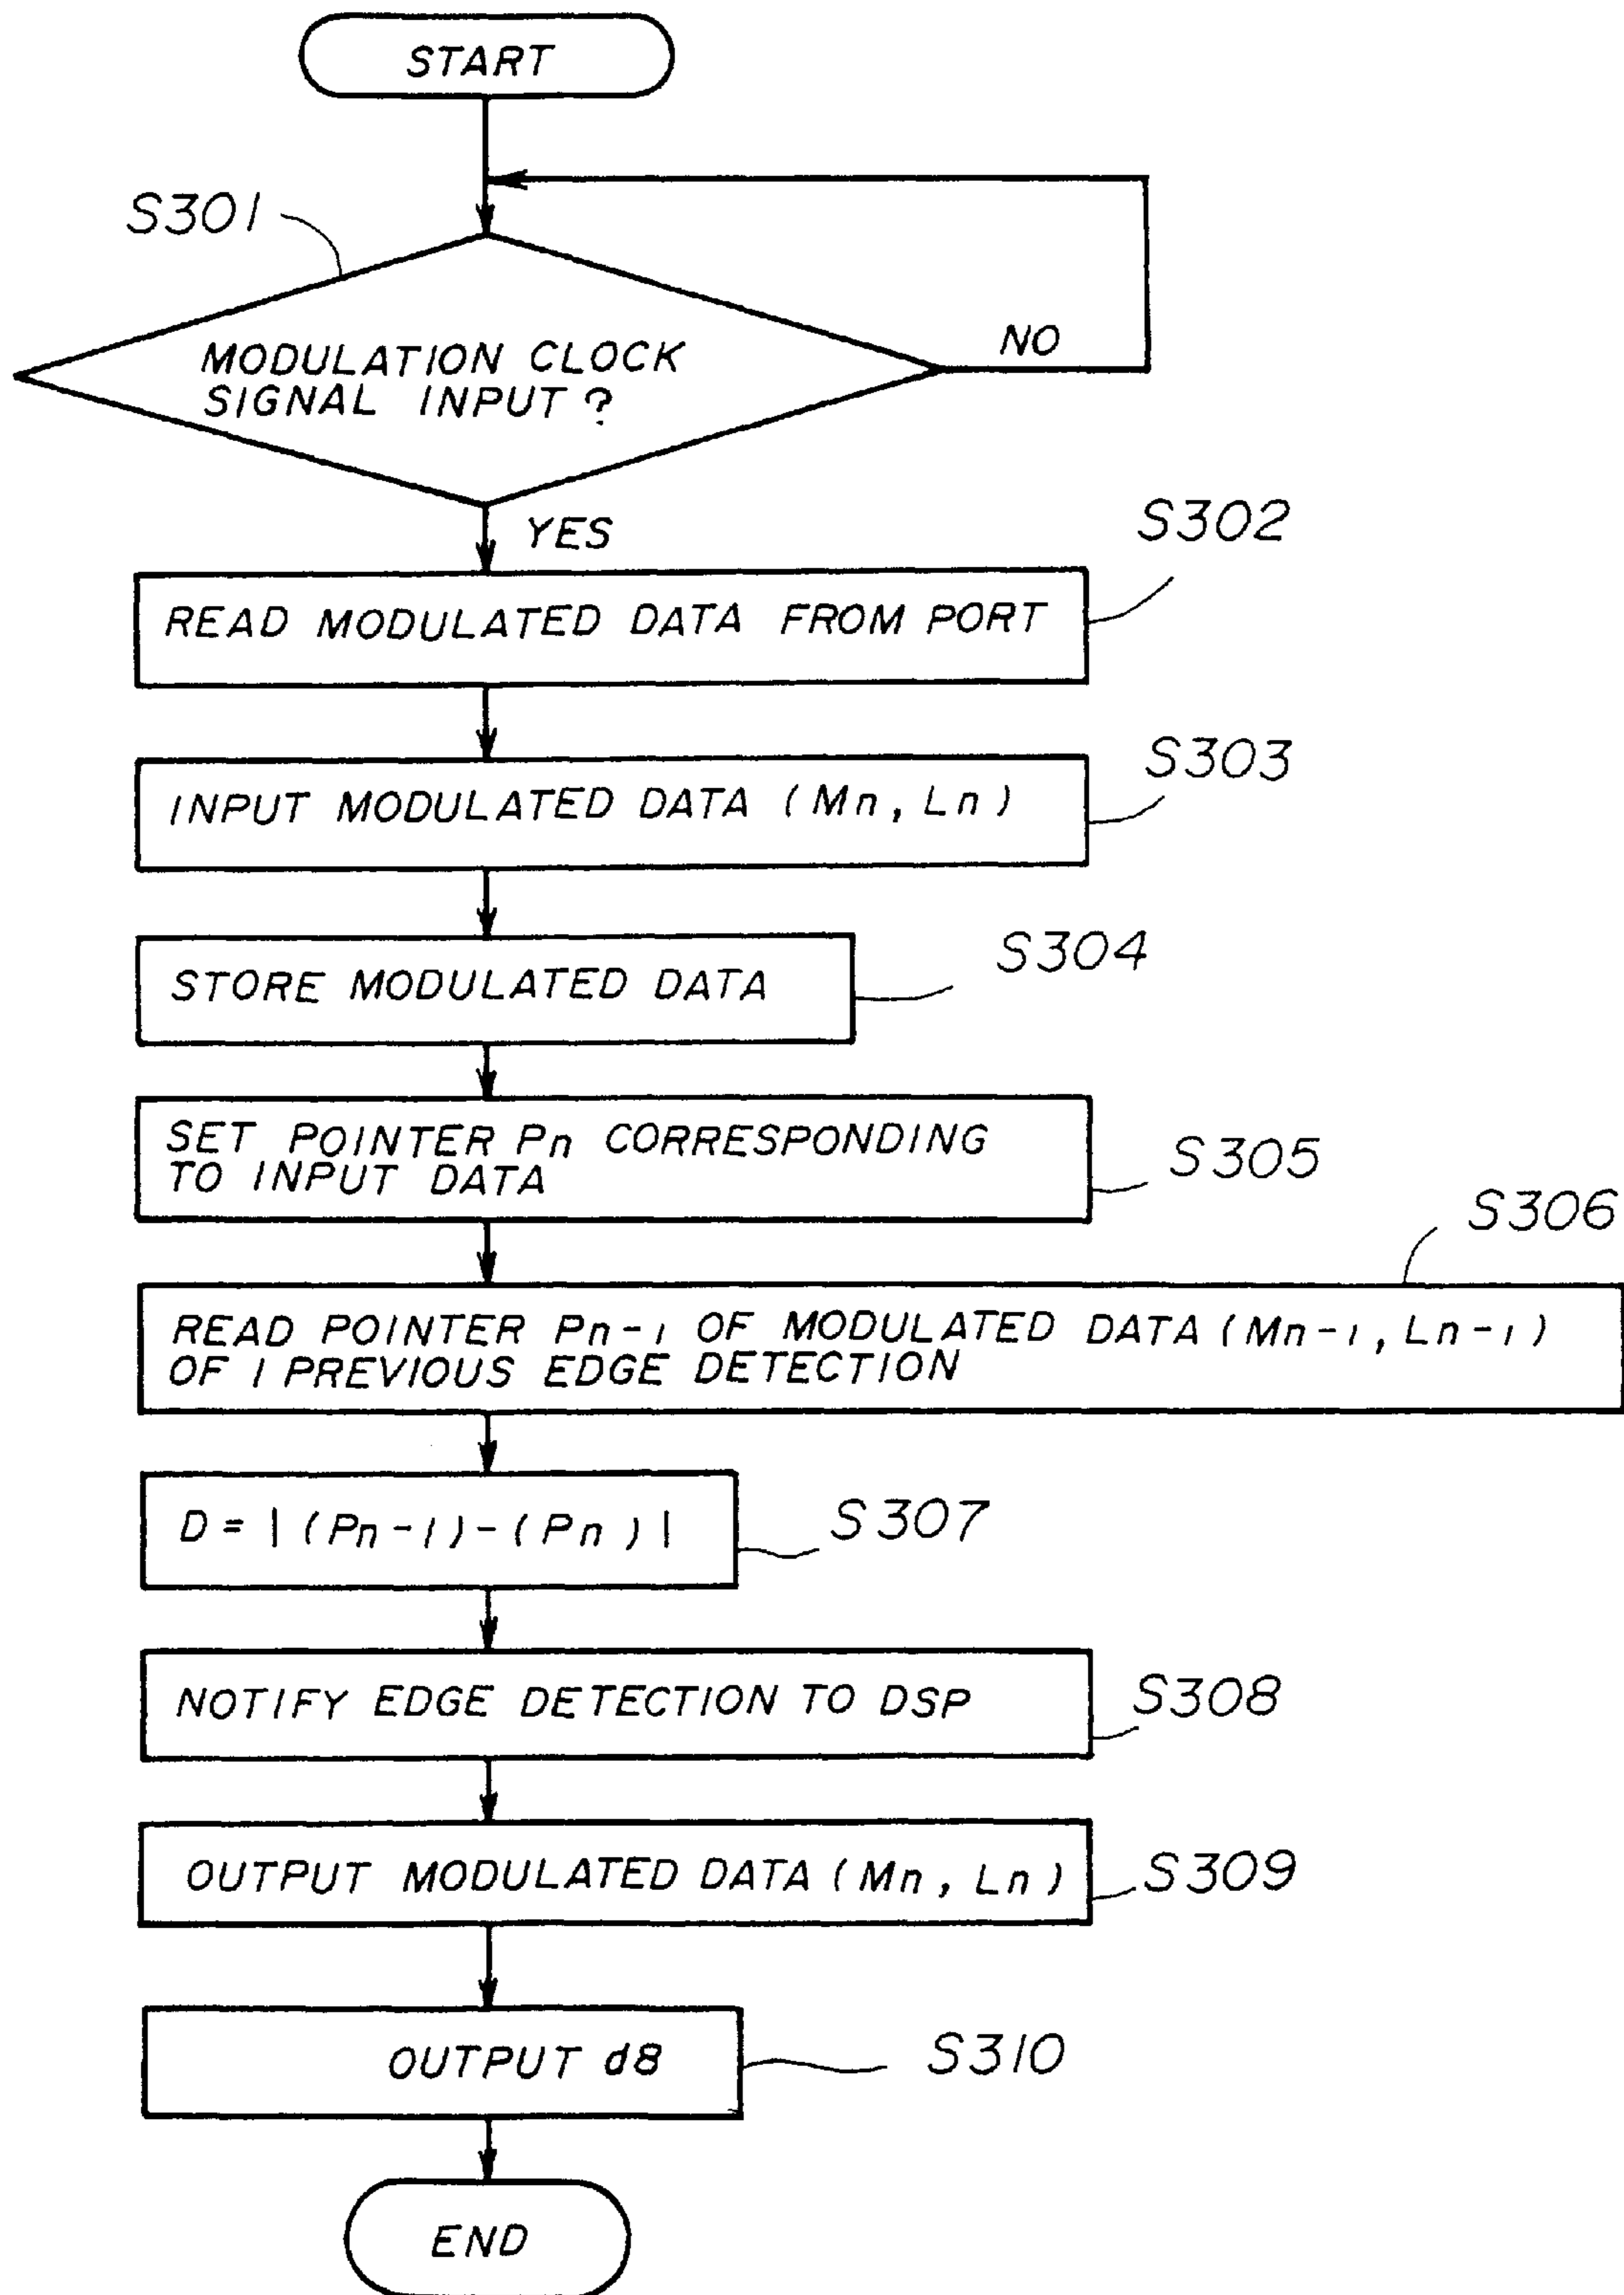 START
S301
MODULATION CLOCK
SIGNAL INPUT ?
NO
YES
S302
READ MODULATED DATA FROM PORT
S303
INPUT MODULATED DATA (Mn, Ln)
S304
STORE MODULATED DATA
SET POINTER Pn CORRESPONDING
TO INPUT DATA
S305
S306
READ POINTER Pn-1 OF MODULATED DATA (Mn-1, Ln-1)
OF 1 PREVIOUS EDGE DETECTION
D = | (Pn-1) - (Pn) |
S307
NOTIFY EDGE DETECTION TO DSP
S308
OUTPUT MODULATED DATA (Mn, Ln)
S309
OUTPUT d8
S310
END